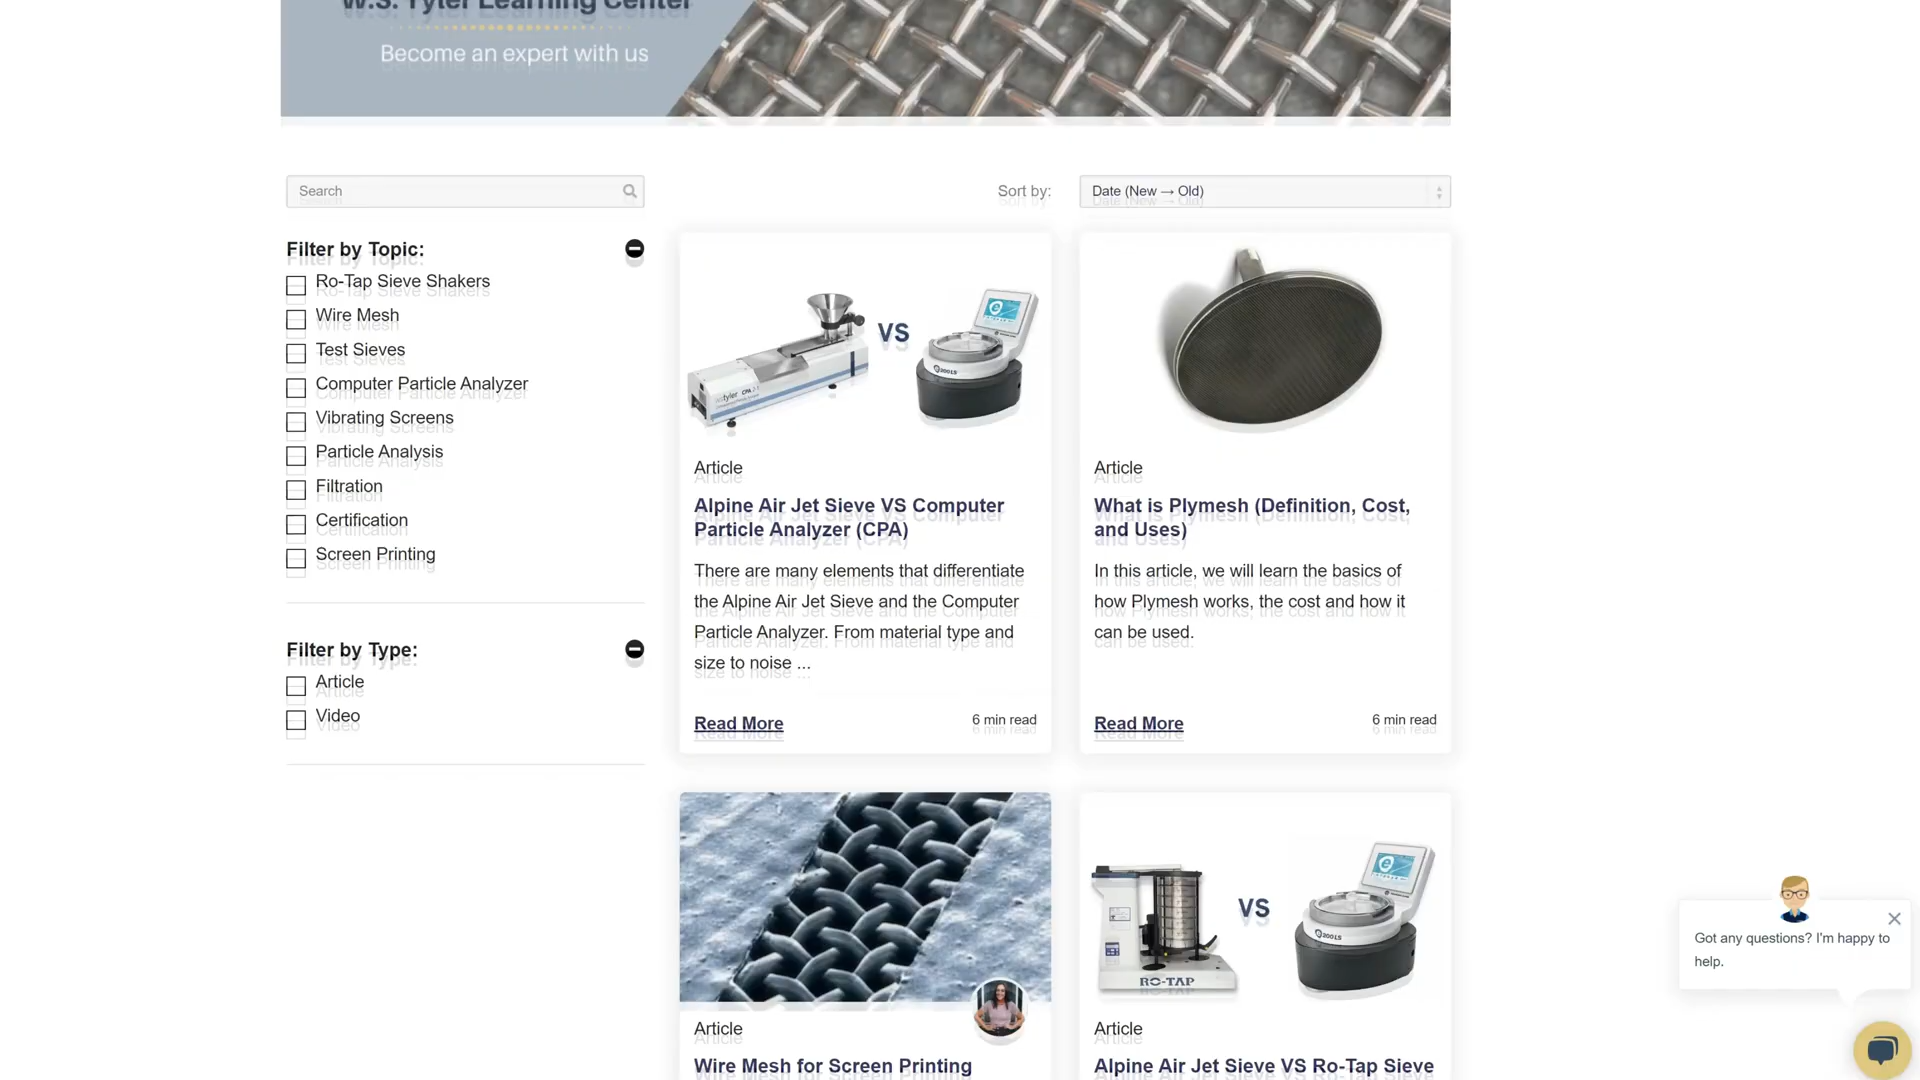 W.S. Tyler Learning Center
Become an expert with us
Search
Sort by:
Date (New → Old)
Filter by Topic:
Ro-Tap Sieve Shakers
Wire Mesh
Test Sieves
Computer Particle Analyzer
Vibrating Screens
Particle Analysis
Filtration
Certification
Screen Printing
Filter by Type:
Article
Video
VS
Article
Alpine Air Jet Sieve VS Computer
Particle Analyzer (CPA)
There are many elements that differentiate
the Alpine Air Jet Sieve and the Computer
Particle Analyzer. From material type and
size to noise ...
Read More
6 min read
Article
What is Plymesh (Definition, Cost,
and Uses)
In this article, we will learn the basics of
how Plymesh works, the cost and how it
can be used.
Read More
6 min read
Article
Wire Mesh for Screen Printing
VS
RO-TAP
Article
Alpine Air Jet Sieve VS Ro-Tap Sieve
Got any questions? I'm happy to
help.